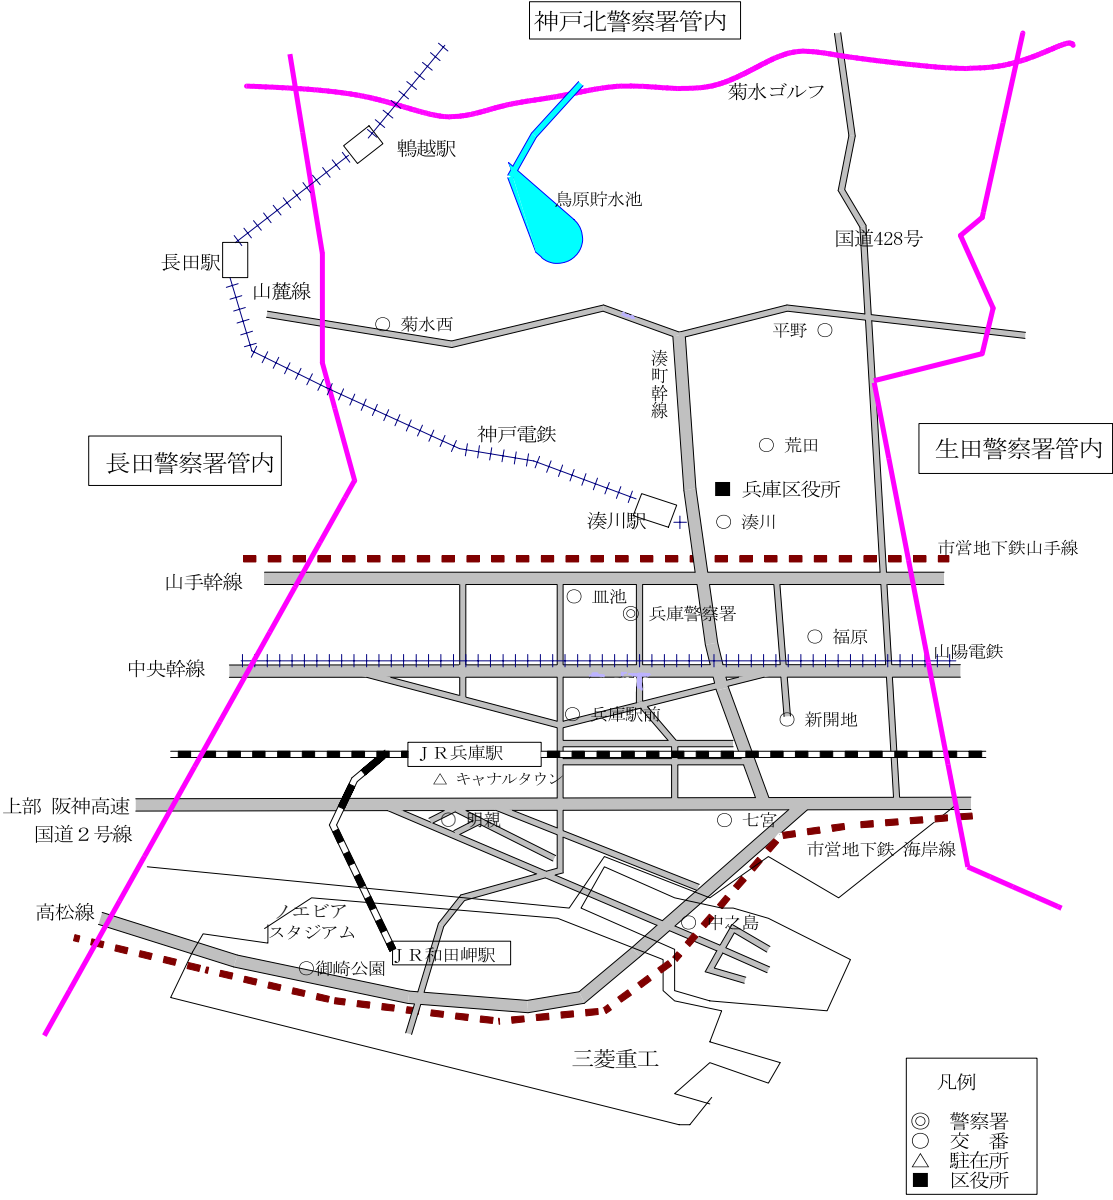 神戸北警察署管内
菊水ゴルフ
鵯越駅
烏原貯水池
国道428号
長田駅
山麓線
菊水西
平野
湊町幹線
神戸電鉄
荒田
長田警察署管内
生田警察署管内
兵庫区役所
湊川駅
湊川
市営地下鉄山手線
山手幹線
皿池
兵庫警察署
福原
中央幹線
山陽電鉄
兵庫駅前
新開地
ＪＲ兵庫駅
△ キャナルタウン
上部 阪神高速
国道２号線
明親
七宮
市営地下鉄 海岸線
高松線
ノエビア
スタジアム
中之島
ＪＲ和田岬駅
御崎公園
三菱重工
凡例
◎ 警察署
○ 交　番
△ 駐在所
■ 区役所